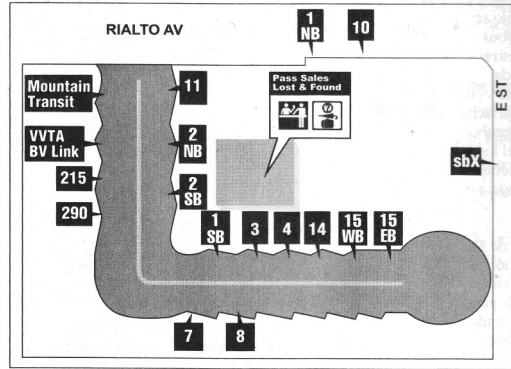 RIALTO AV
1
NB
10
Pass Sales
Lost & Found
E ST
Mountain
Transit
11
VVTA
BV Link
2
NB
215
2
SB
290
sbX
1
SB
3
4
14
15
WB
15
EB
7
8